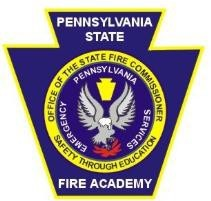 PENNSYLVANIA
STATE
OFFICE OF THE STATE FIRE COMMISSIONER
PENNSYLVANIA
EMERGENCY
SERVICES
SAFETY THROUGH EDUCATION
FIRE ACADEMY